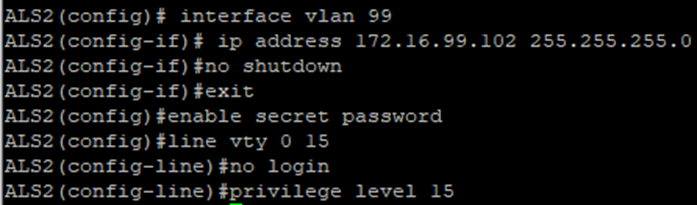 ALS2(config)# interface vlan 99
ALS2(config-if)# ip address 172.16.99.102 255.255.255.0
ALS2(config-if)#no shutdown
ALS2(config-if)#exit
ALS2(config)#enable secret password
ALS2(config)#line vty 0 15
ALS2(config-line)#no login
ALS2(config-line)#privilege level 15